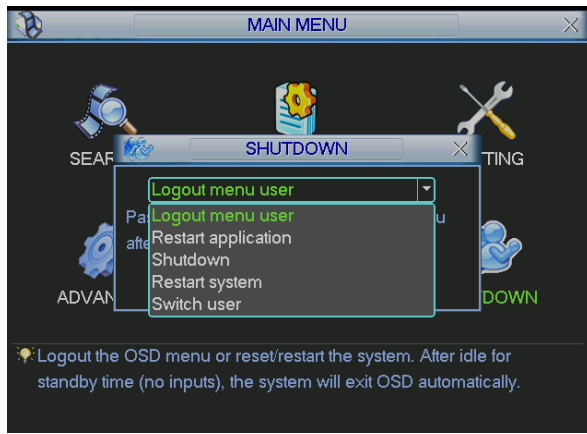 MAIN MENU
SEAR
TING
SHUTDOWN
Logout menu user
Pa
u
Logout menu user
afte
Restart application
Shutdown
Restart system
Switch user
ADVAN
DOWN
Logout the OSD menu or reset/restart the system. After idle for
standby time (no inputs), the system will exit OSD automatically.